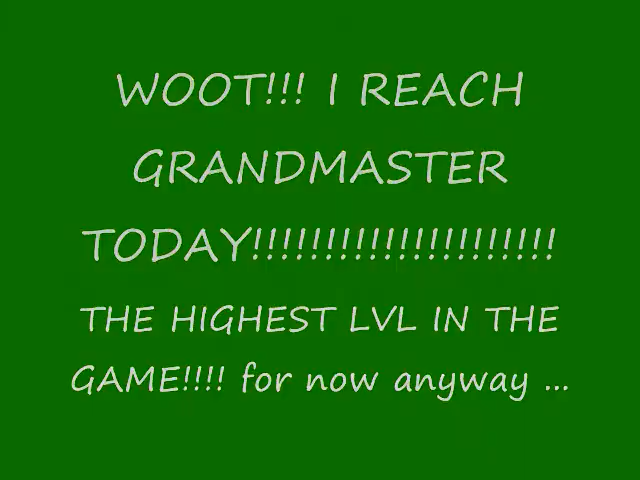 WOOT!!! I REACH
GRANDMASTER
TODAY!!!!!!!!!!!!!!!!!!!!!
THE HIGHEST LVL IN THE
GAME!!!! for now anyway ...